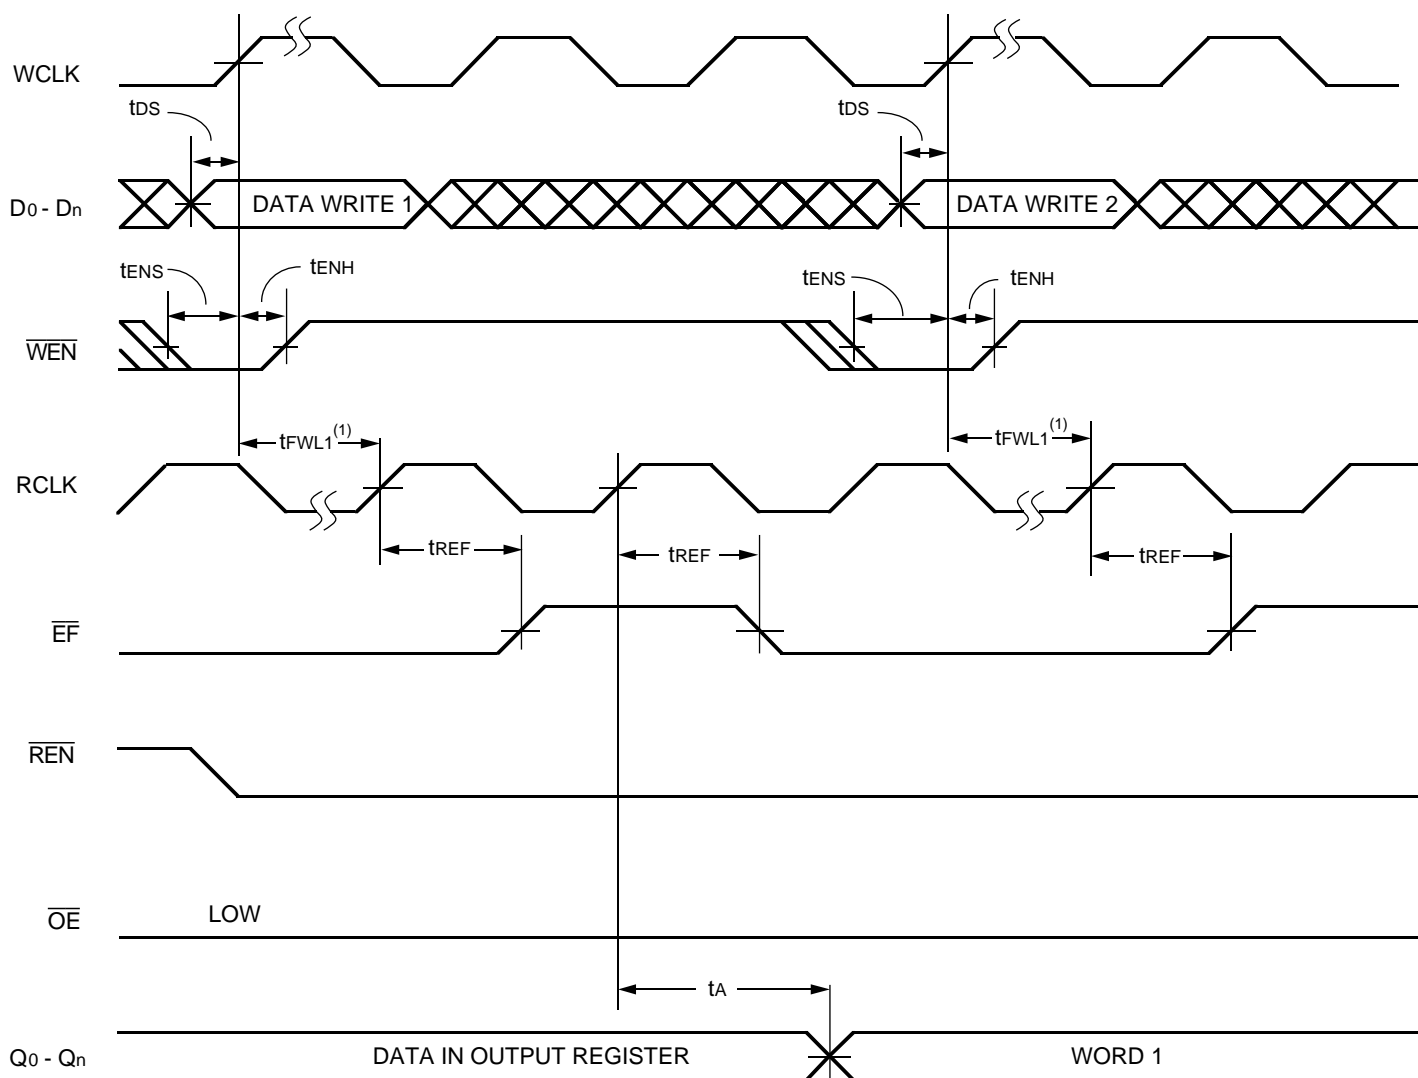 WCLK
tDS
tDS
D0 - Dn
DATA WRITE 1
DATA WRITE 2
tENS
tENH
tENS
tENH
WEN
tFWL1(1)
tFWL1(1)
RCLK
tREF
tREF
tREF
EF
REN
OE
LOW
tA
Q0 - Qn
DATA IN OUTPUT REGISTER
WORD 1